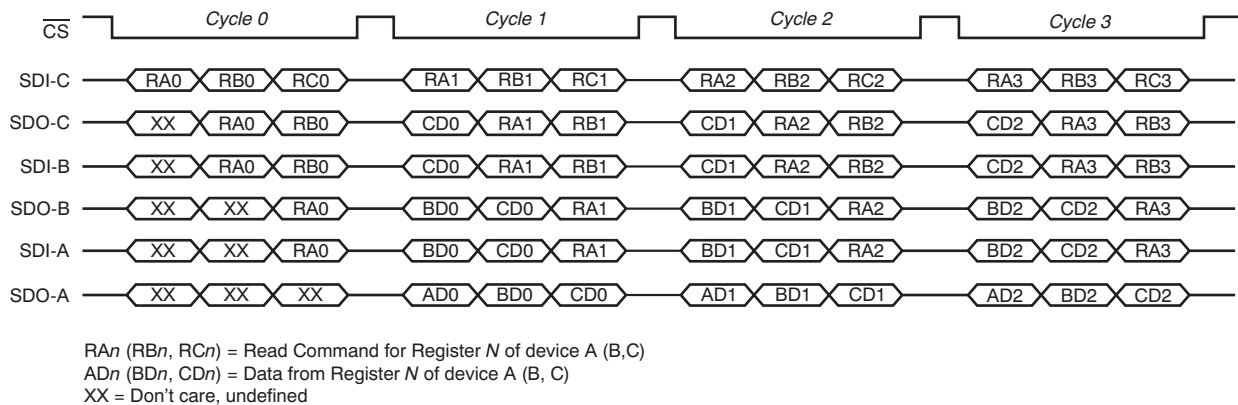 Cycle 0 Cycle 1 Cycle 2 Cycle 3
CS
SDI-C RA0 RB0 RC0 RA1 RB1 RC1 RA2 RB2 RC2 RA3 RB3 RC3
SDO-C XX RA0 RB0 CD0 RA1 RB1 CD1 RA2 RB2 CD2 RA3 RB3
SDI-B XX RA0 RB0 CD0 RA1 RB1 CD1 RA2 RB2 CD2 RA3 RB3
SDO-B XX XX RA0 BD0 CD0 RA1 BD1 CD1 RA2 BD2 CD2 RA3
SDI-A XX XX RA0 BD0 CD0 RA1 BD1 CD1 RA2 BD2 CD2 RA3
SDO-A XX XX XX AD0 BD0 CD0 AD1 BD1 CD1 AD2 BD2 CD2
RAn (RBn, RCn) = Read Command for Register N of device A (B,C)
ADn (BDn, CDn) = Data from Register N of device A (B, C)
XX = Don't care, undefined